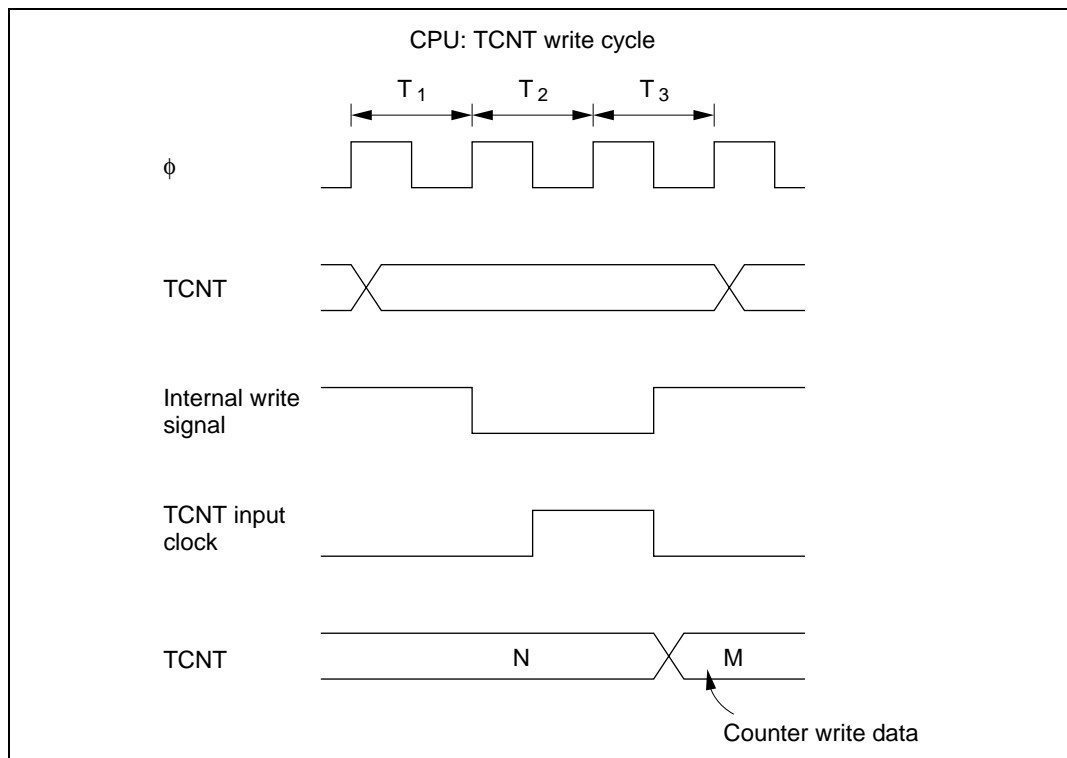 CPU: TCNT write cycle
T1 T2 T3
ϕ
TCNT
Internal write
signal
TCNT input
clock
TCNT
N M
Counter write data